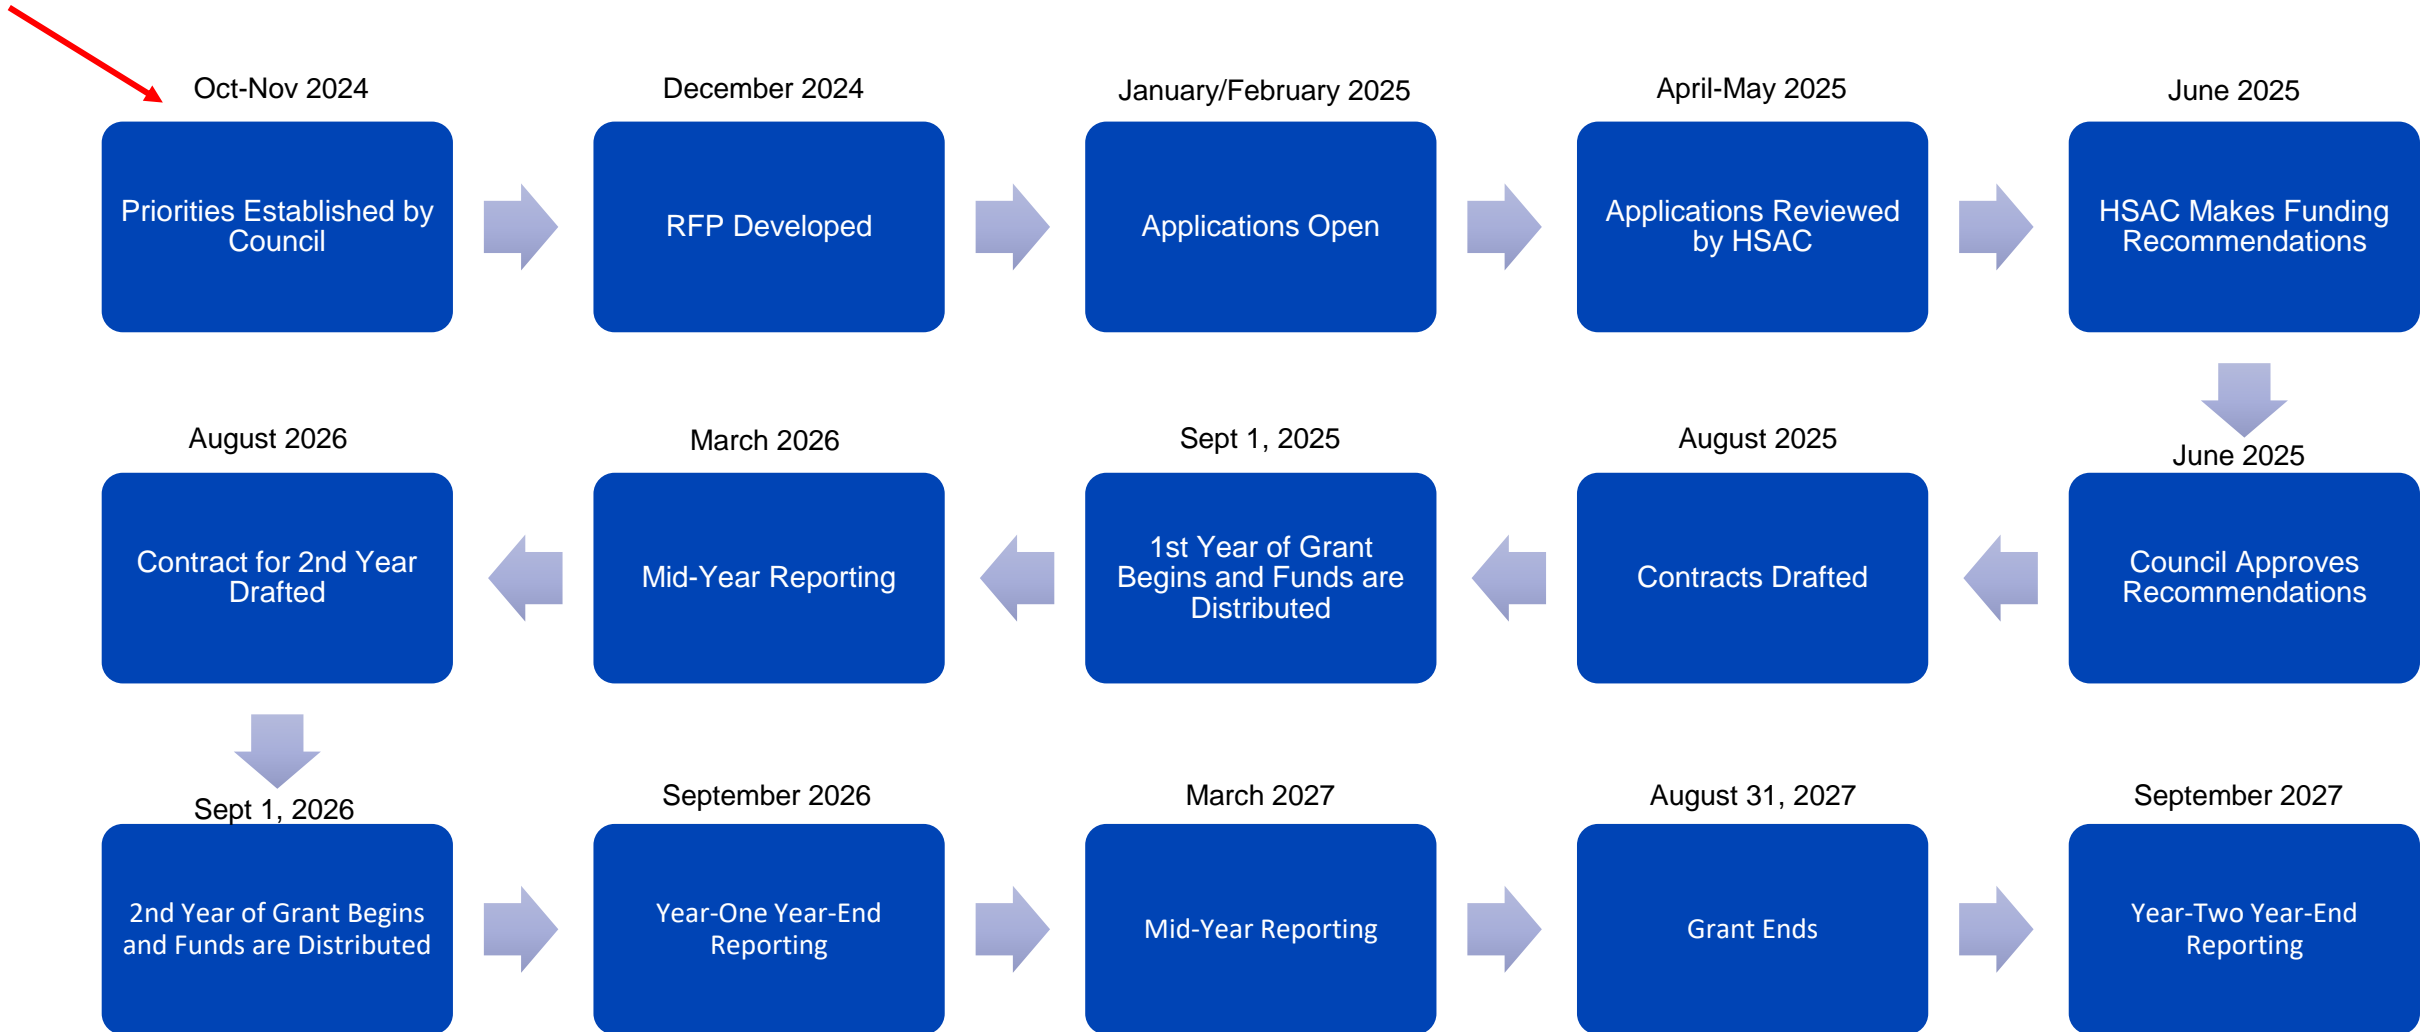 Oct-Nov 2024
Priorities Established by
Council
December 2024
RFP Developed
January/February 2025
Applications Open
April-May 2025
Applications Reviewed
by HSAC
June 2025
HSAC Makes Funding
Recommendations
June 2025
Council Approves
Recommendations
August 2025
Contracts Drafted
Sept 1, 2025
1st Year of Grant
Begins and Funds are
Distributed
March 2026
Mid-Year Reporting
August 2026
Contract for 2nd Year
Drafted
Sept 1, 2026
2nd Year of Grant Begins
and Funds are Distributed
September 2026
Year-One Year-End
Reporting
March 2027
Mid-Year Reporting
August 31, 2027
Grant Ends
September 2027
Year-Two Year-End
Reporting